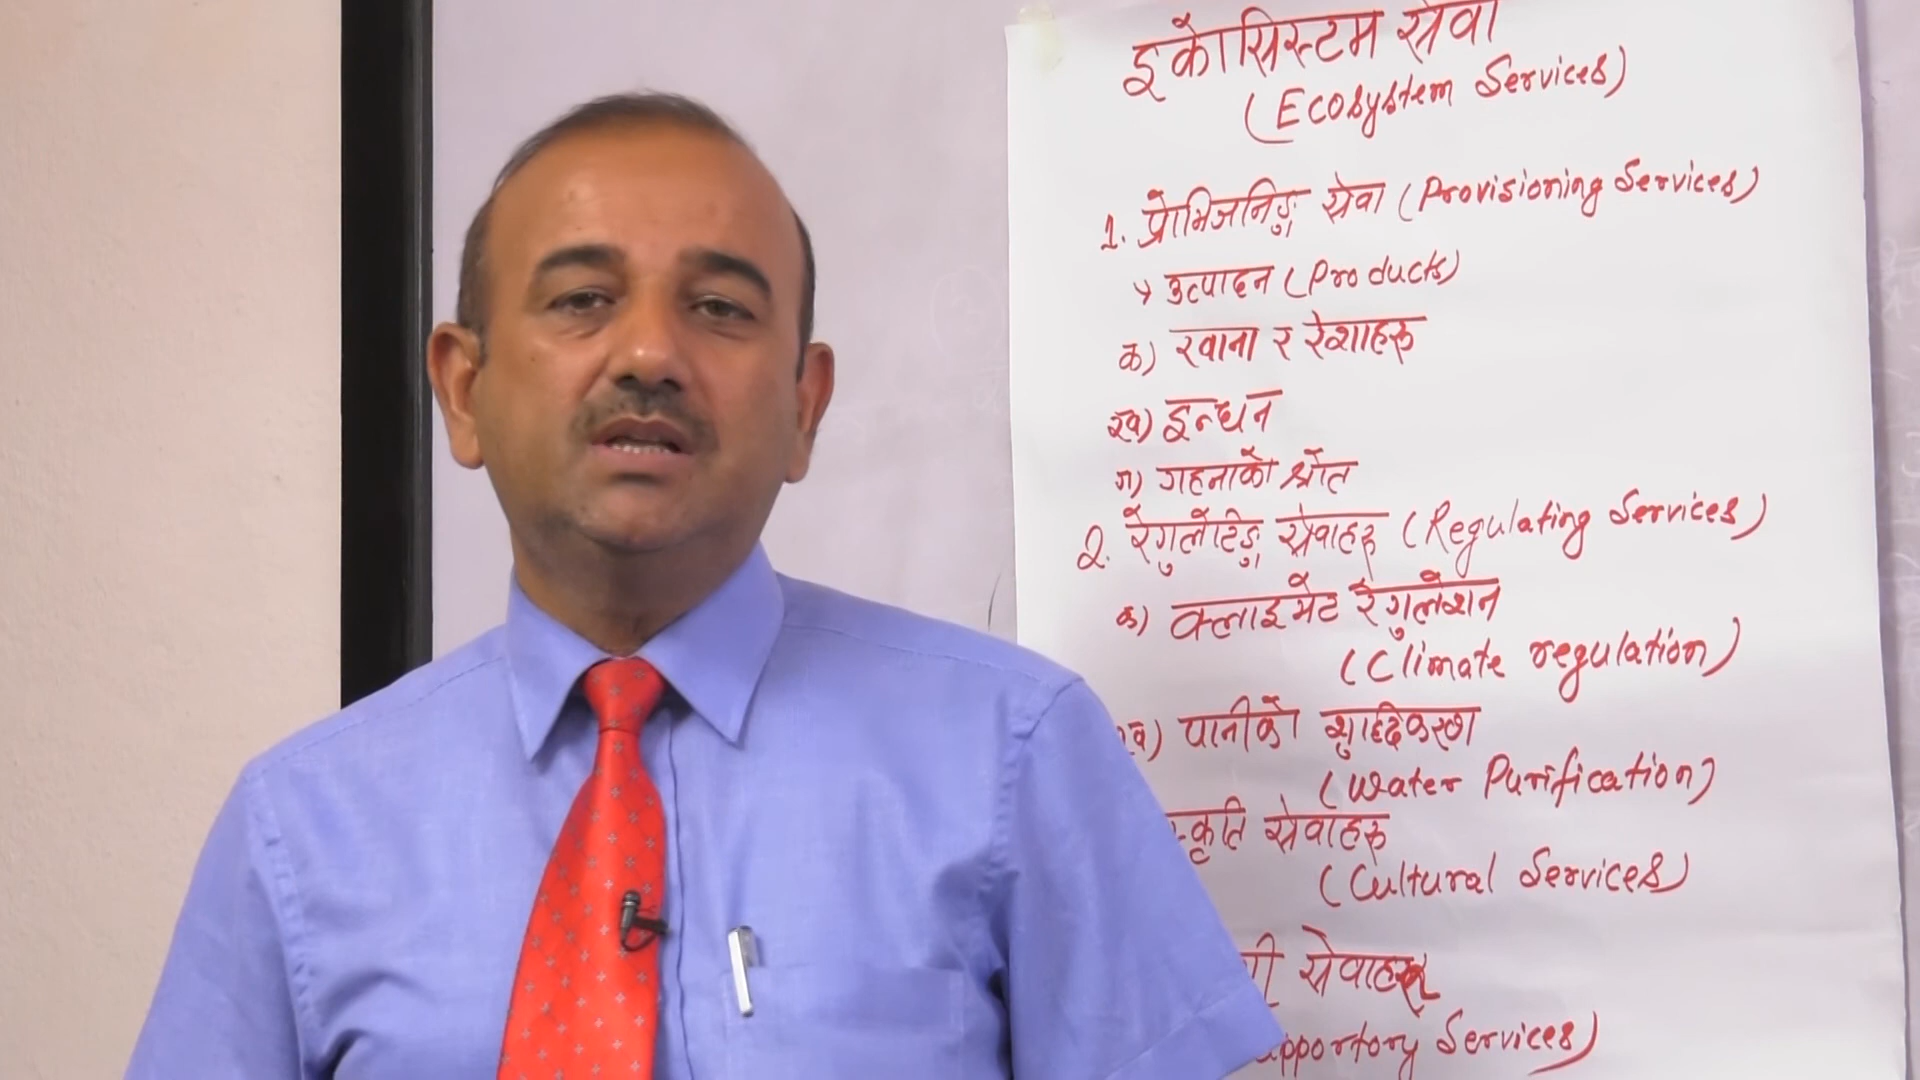 इकोसिस्टम सेवा
(Ecosystem Services)
1. प्रोभिजनिङ्ग सेवा (Provisioning Services)
उत्पादन (Products)
क) खाना र रेशाहरू
ख) इन्धन
ग) गहनाको श्रोत
2. रेगुलेटिङ्ग सेवाहरू (Regulating Services)
क) क्लाइमेट रेगुलेशन
(Climate regulation)
ख) पानीको शुद्दिकरण
(Water Purification)
सेवाहरू
(Cultural Services)
सेवाहरू
Services)